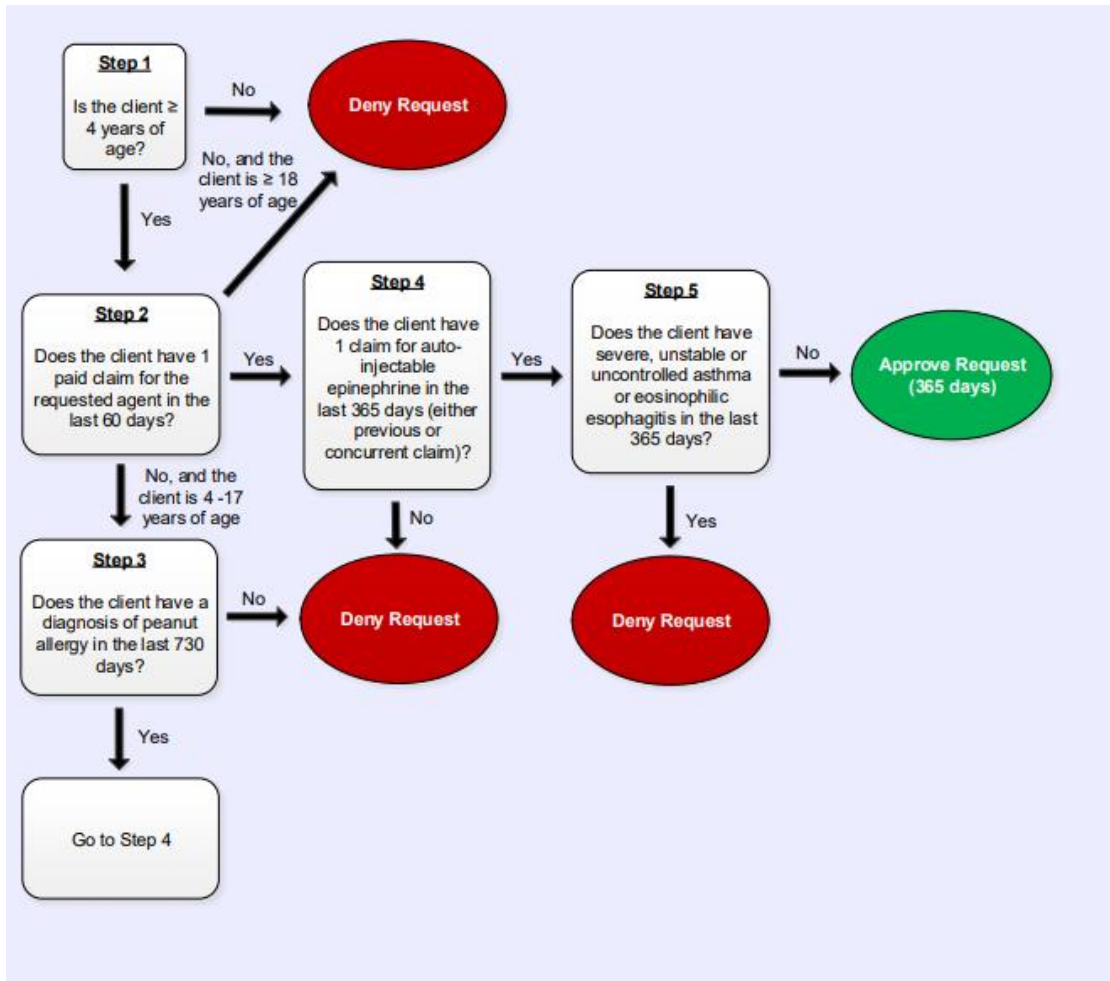 Step 1
Is the client ≥
4 years of
age?
No
Deny Request
No, and the
client is ≥ 18
years of age
Yes
Step 2
Does the client have 1
paid claim for the
requested agent in the
last 60 days?
Yes
Step 4
Does the client have
1 claim for auto-
injectable
epinephrine in the
last 365 days (either
previous or
concurrent claim)?
Yes
Step 5
Does the client have
severe, unstable or
uncontrolled asthma
or eosinophilic
esophagitis in the last
365 days?
No
Approve Request
(365 days)
No, and the
client is 4 -17
years of age
No
Yes
Step 3
Does the client have a
diagnosis of peanut
allergy in the last 730
days?
No
Deny Request
Deny Request
Yes
Go to Step 4